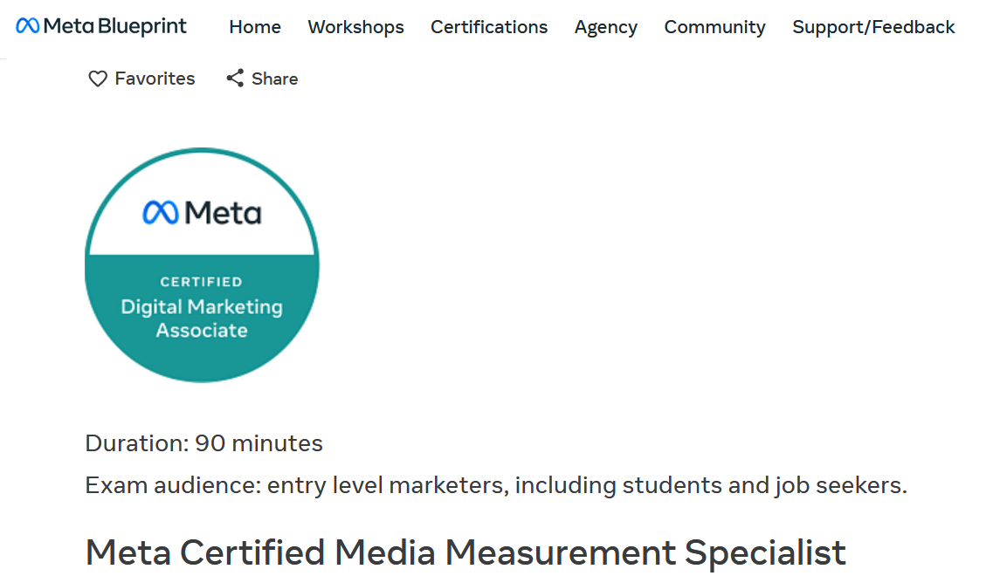 Meta Blueprint Home Workshops Certifications Agency Community Support/Feedback
Favorites Share
Meta
CERTIFIED
Digital Marketing
Associate
Duration: 90 minutes
Exam audience: entry level marketers, including students and job seekers.
Meta Certified Media Measurement Specialist